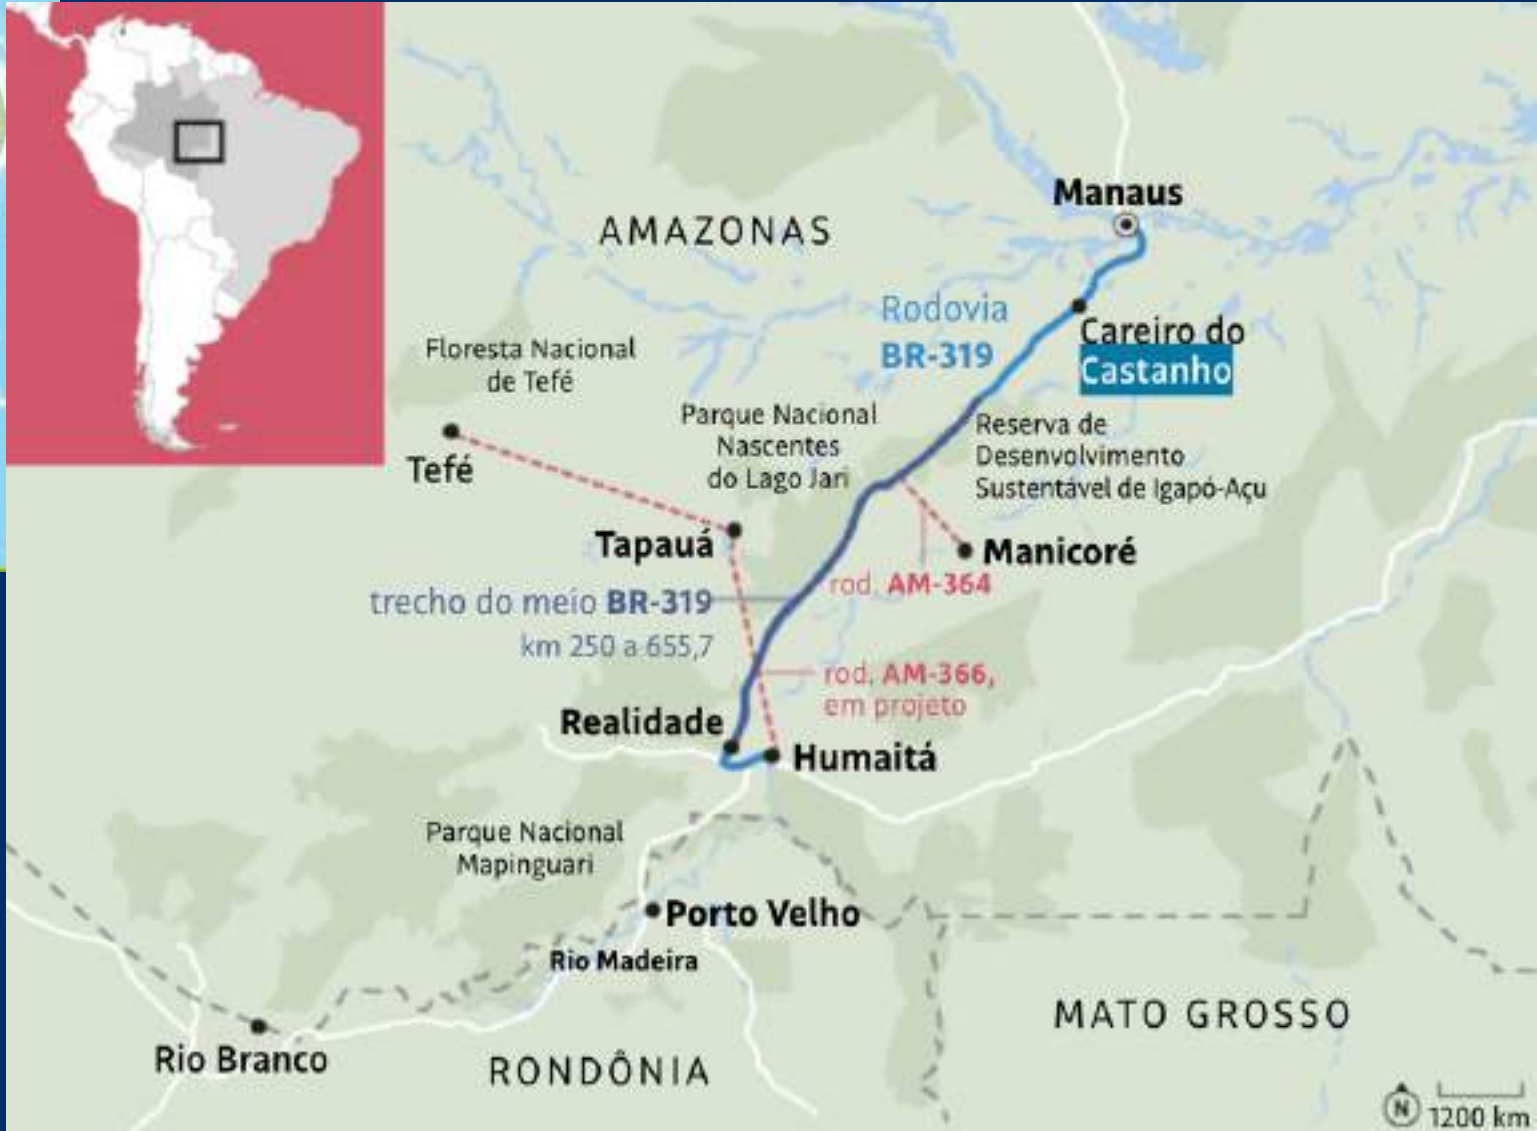 Manaus
AMAZONAS
Rodovia
BR-319
Careiro do
Castanho
Floresta Nacional
de Tefé
Tefé
Parque Nacional
Nascentes
do Lago Jari
Reserva de
Desenvolvimento
Sustentável de Igapó-Açu
Tapauá
Manicoré
rod. AM-364
trecho do meio BR-319
km 250 a 655,7
rod. AM-366,
em projeto
Realidade
Humaitá
Parque Nacional
Mapinguari
Porto Velho
Rio Madeira
Rio Branco
RONDÔNIA
MATO GROSSO
N
1200 km